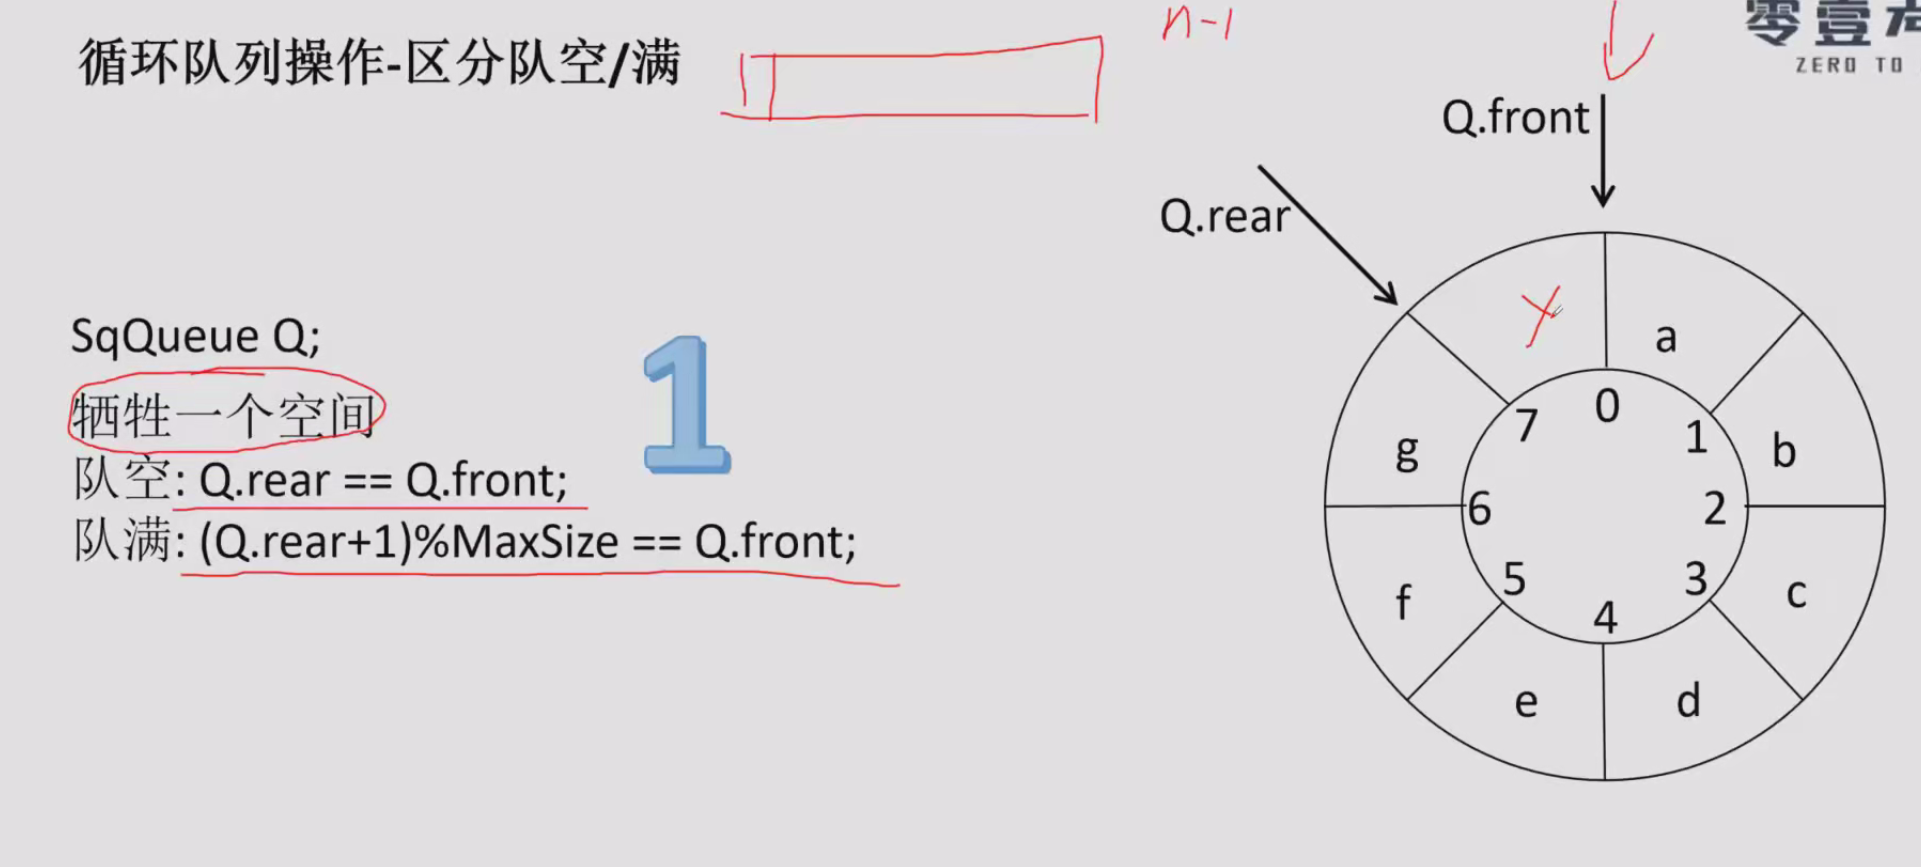 循环队列操作-区分队空/满
n-1
零壹
ZERO TO
Q.front
Q.rear
SqQueue Q;
牺牲一个空间
队空: Q.rear == Q.front;
队满: (Q.rear+1)%MaxSize == Q.front;
1
a
b
c
d
e
f
g
0
1
2
3
4
5
6
7